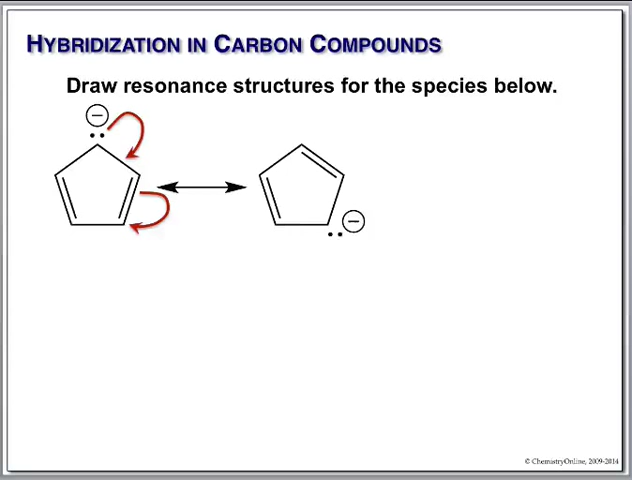 HYBRIDIZATION IN CARBON COMPOUNDS
Draw resonance structures for the species below.
© ChemistryOnline, 2009-2014